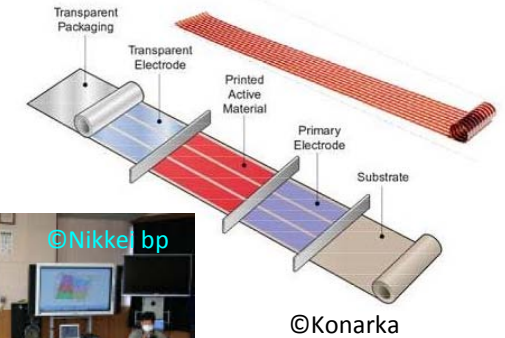 Transparent
Packaging
Transparent
Electrode
Printed
Active
Material
Primary
Electrode
Substrate
©Nikkei bp
©Konarka